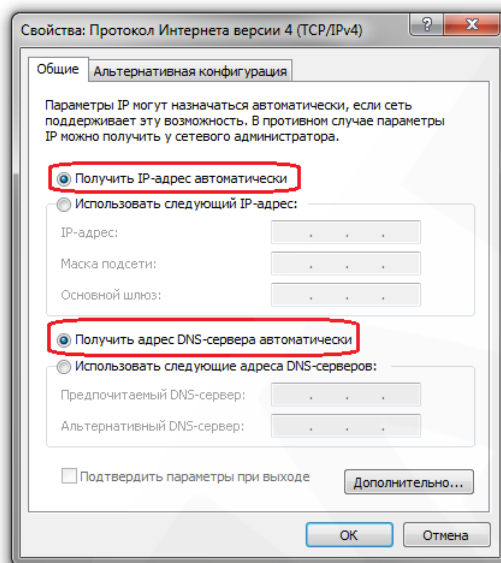 Свойства: Протокол Интернета версии 4 (TCP/IPv4)
Общие Альтернативная конфигурация
Параметры IP могут назначаться автоматически, если сеть
поддерживает эту возможность. В противном случае параметры
IP можно получить у сетевого администратора.
Получить IP-адрес автоматически
Использовать следующий IP-адрес:
IP-адрес:
Маска подсети:
Основной шлюз:
Получить адрес DNS-сервера автоматически
Использовать следующие адреса DNS-серверов:
Предпочитаемый DNS-сервер:
Альтернативный DNS-сервер:
Подтвердить параметры при выходе
Дополнительно...
OK Отмена